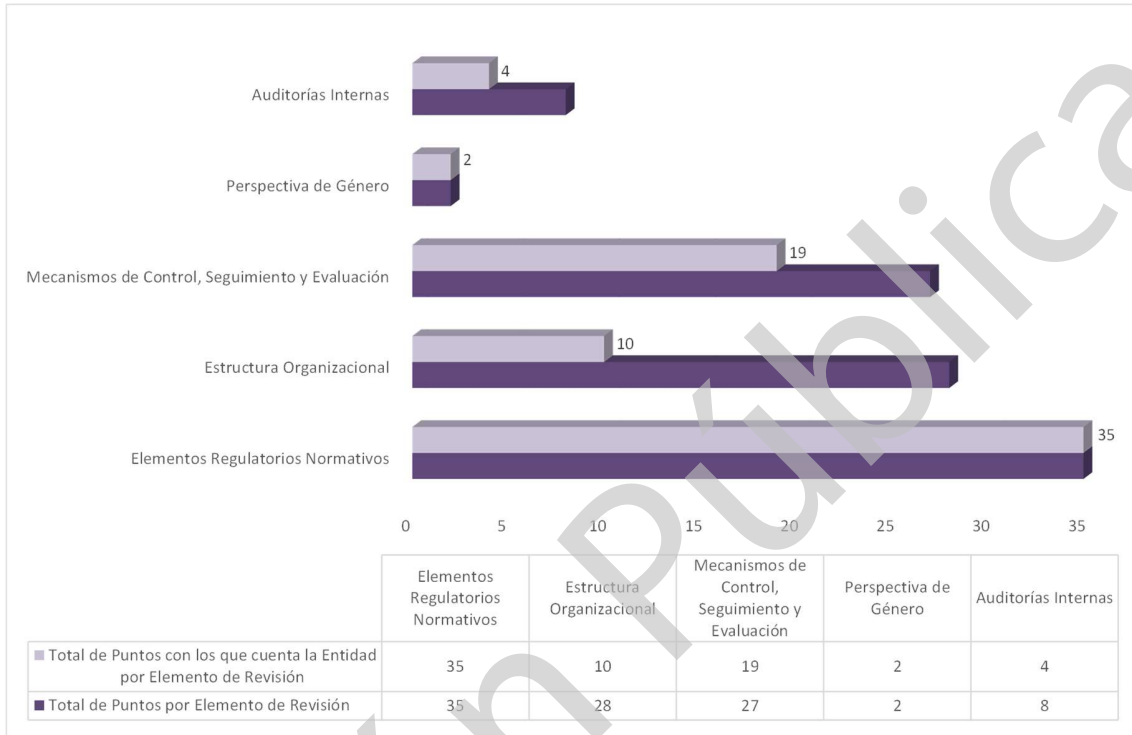 4
Auditorías Internas
2
Perspectiva de Género
19
Mecanismos de Control, Seguimiento y Evaluación
10
Estructura Organizacional
35
Elementos Regulatorios Normativos
0 5 10 15 20 25 30 35
Elementos Regulatorios Normativos Estructura Organizacional Mecanismos de Control, Seguimiento y Evaluación Perspectiva de Género Auditorías Internas
Total de Puntos con los que cuenta la Entidad por Elemento de Revisión 35 10 19 2 4
Total de Puntos por Elemento de Revisión 35 28 27 2 8
Pública